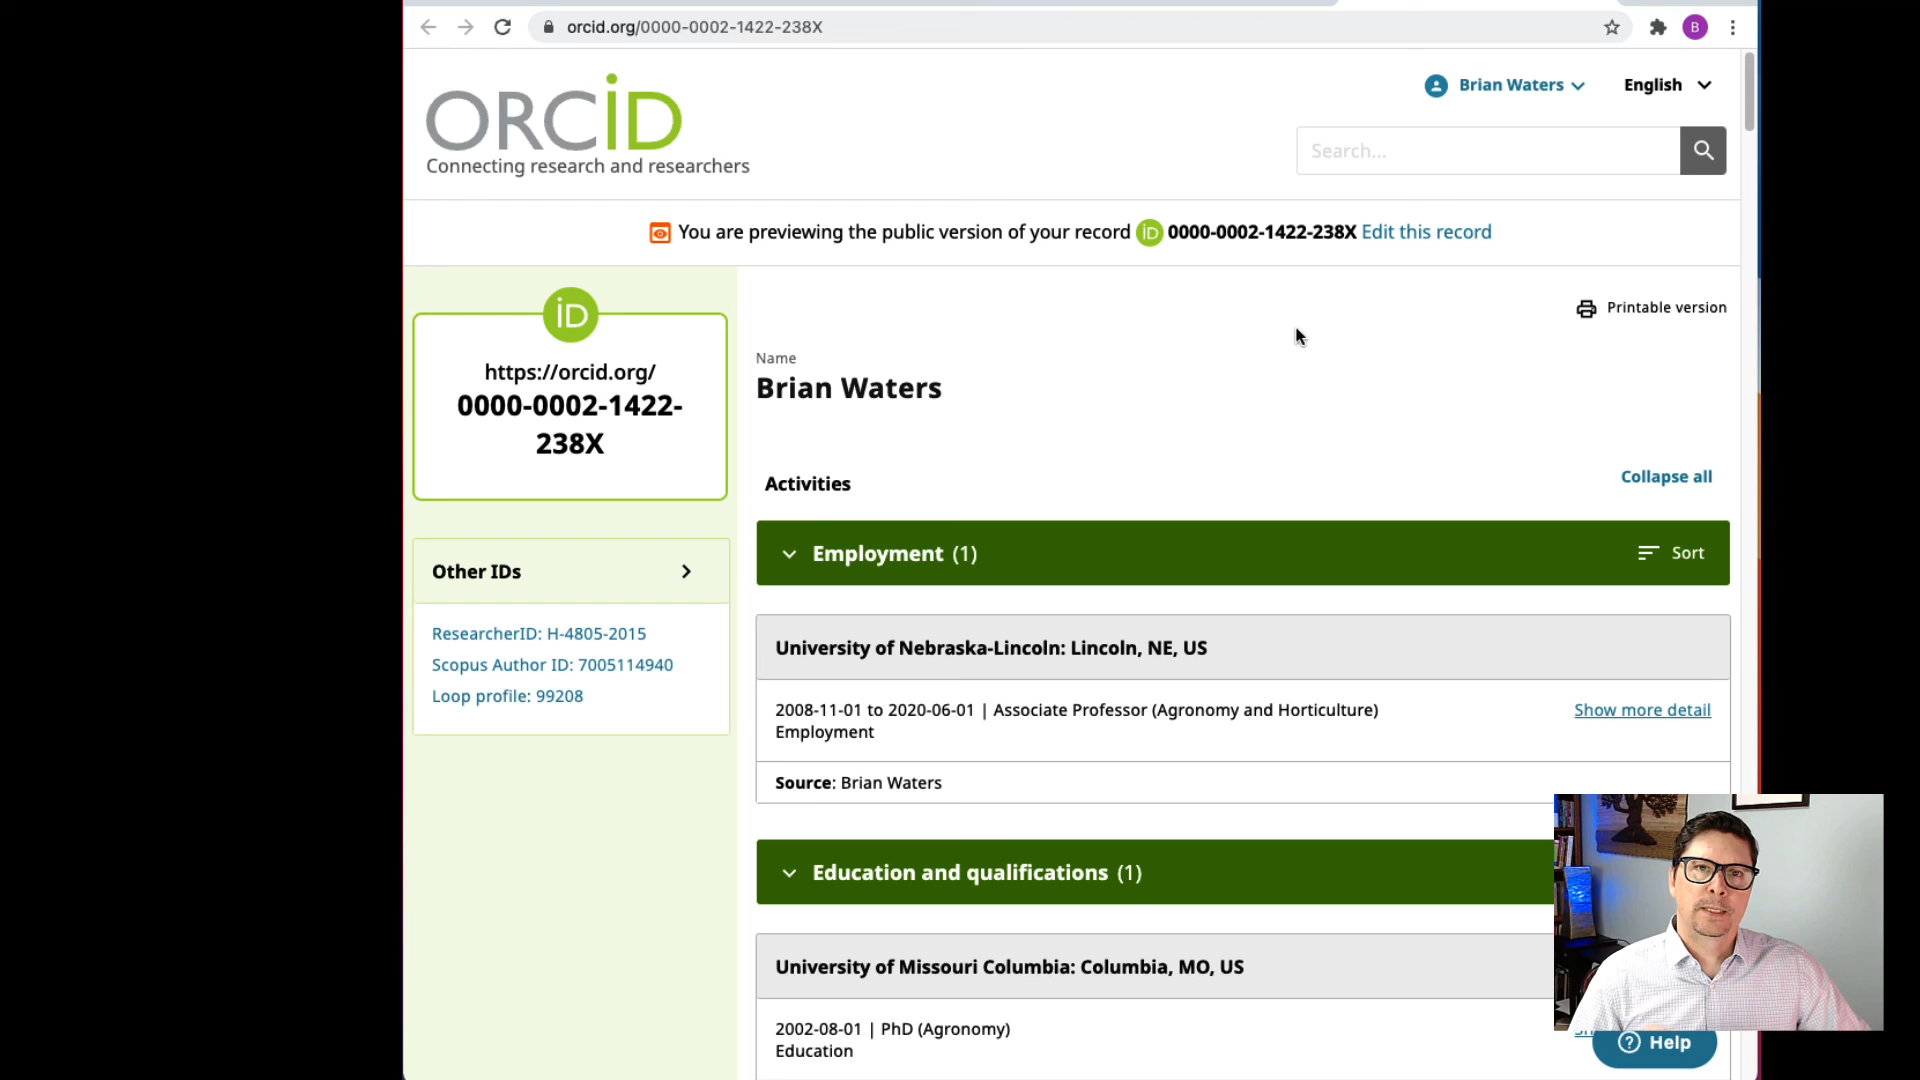 orcid.org/0000-0002-1422-238X
B
ORCiD
Connecting research and researchers
Brian Waters
English
Search...
You are previewing the public version of your record iD 0000-0002-1422-238X Edit this record
iD
https://orcid.org/
0000-0002-1422-
238X
Other IDs
ResearcherID: H-4805-2015
Scopus Author ID: 7005114940
Loop profile: 99208
Printable version
Name
Brian Waters
Activities
Collapse all
Employment (1)
Sort
University of Nebraska-Lincoln: Lincoln, NE, US
2008-11-01 to 2020-06-01 | Associate Professor (Agronomy and Horticulture)
Show more detail
Employment
Source: Brian Waters
Education and qualifications (1)
University of Missouri Columbia: Columbia, MO, US
2002-08-01 | PhD (Agronomy)
Education
Help